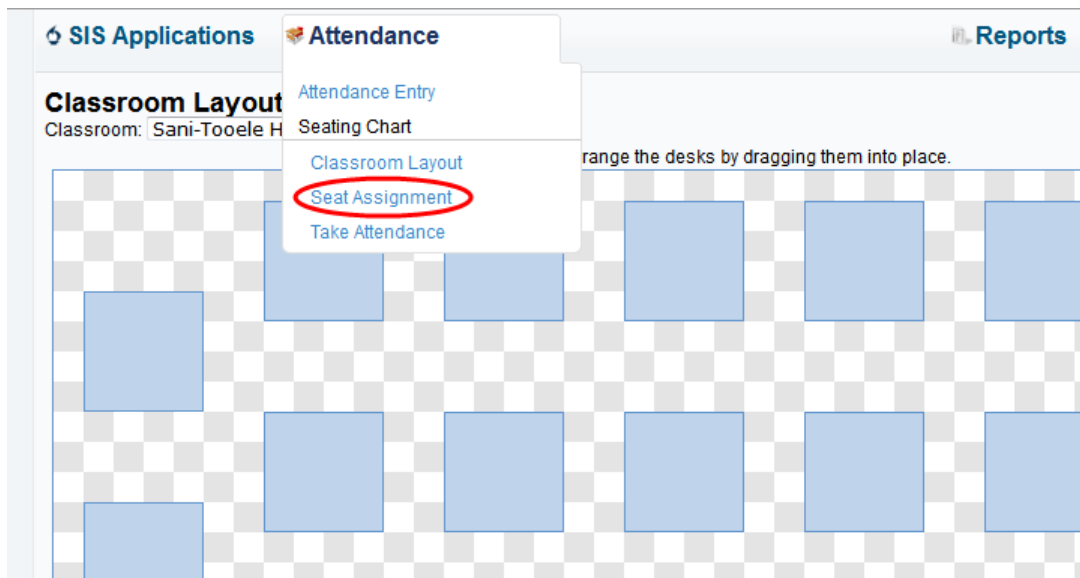 SIS Applications Attendance Reports
Attendance Entry
Classroom Layout
Classroom: Sani-Tooele H
Seating Chart
range the desks by dragging them into place.
Classroom Layout
Seat Assignment
Take Attendance